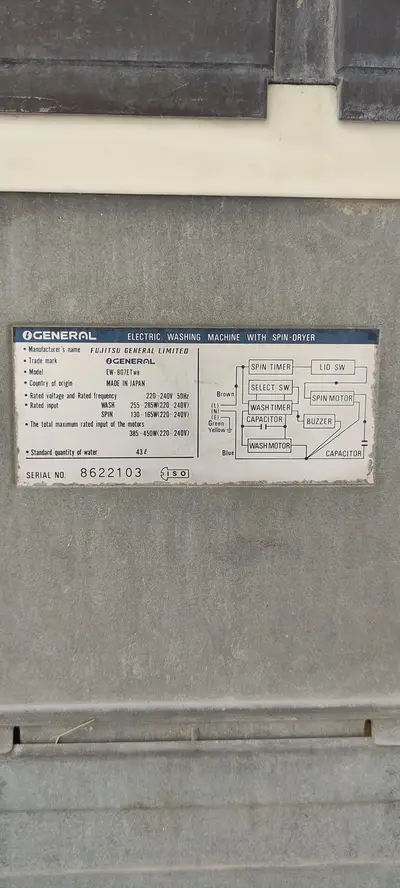 GENERAL ELECTRIC WASHING MACHINE WITH SPIN-DRYER
• Manufacturer's name FUJITSU GENERAL LIMITED
• Trade mark GENERAL
• Model EW-807ETWB
• Country of origin MADE IN JAPAN
• Rated voltage and Rated frequency 220-240V 50Hz
• Rated input WASH 255-285W(220-240V)
SPIN 130-165W(220-240V)
• The total maximum rated input of the motors
385-450W(220-240V)
• Standard quantity of water 43ℓ
SERIAL NO. 8622103 ISO
SPIN TIMER LID SW
SELECT SW
Brown SPIN MOTOR
(L) WASH TIMER
(N) CAPACITOR BUZZER
(E)
Green
Yellow
WASH MOTOR
Blue CAPACITOR